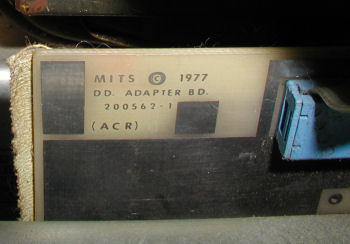 MITS © 1977
DD. ADAPTER BD.
200562-1
(ACR)